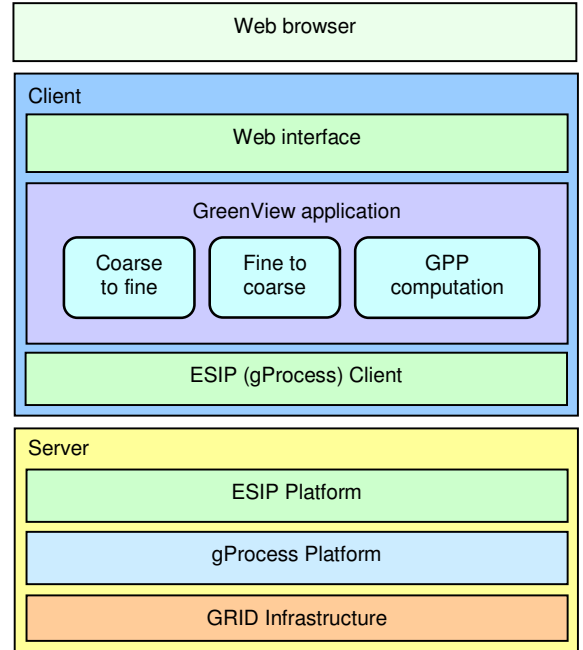 Web browser
Client
Web interface
GreenView application
Coarse
to fine
Fine to
coarse
GPP
computation
ESIP (gProcess) Client
Server
ESIP Platform
gProcess Platform
GRID Infrastructure